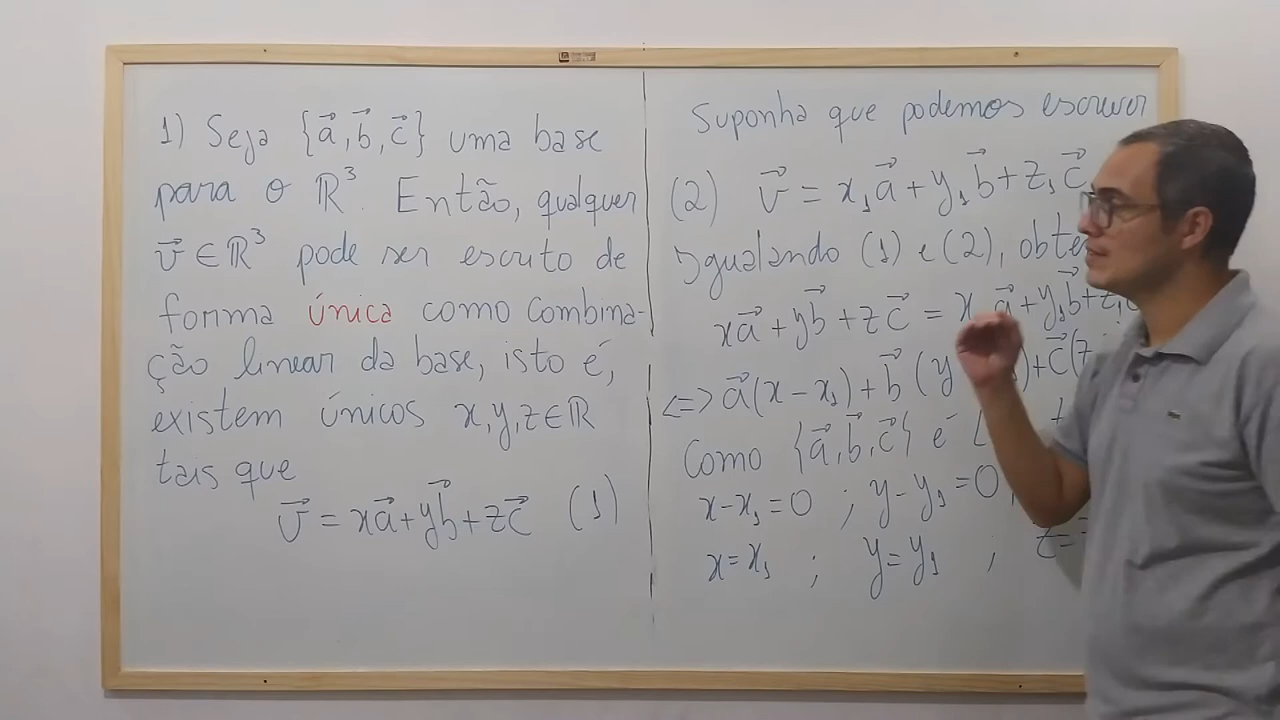 1) Seja {a⃗, b⃗, c⃗} uma base
para o ℝ³. Então, qualquer
v⃗ ∈ ℝ³ pode ser escrito de
forma única como combina-
ção linear da base, isto é,
existem únicos x, y, z ∈ ℝ
tais que
v⃗ = xa⃗ + yb⃗ + zc⃗ (1)
Suponha que podemos escrever
(2) v⃗ = x₁a⃗ + y₁b⃗ + z₁c⃗
Igualando (1) e (2),
xa⃗ + yb⃗ + zc⃗ = x a⃗ + y₁b⃗ + z₁c⃗
<=> a⃗(x - x₁) + b⃗(y ) + c⃗(z
Como {a⃗, b⃗, c⃗} é
x - x₁ = 0 ; y - y₁ = 0
x = x₁ ; y = y₁ ; z =